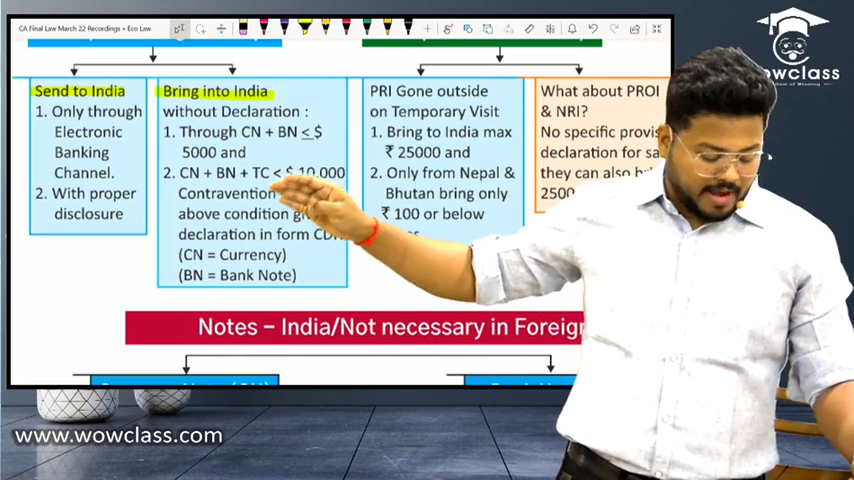 CA Final Law March 22 Recordings » Eco Law
wowclass
Send to India
1. Only through
Electronic
Banking
Channel.
2. With proper
disclosure
Bring into India
without Declaration :
1. Through CN + BN ≤ $
5000 and
2. CN + BN + TC ≤ $ 10,000
Contravention
above condition
declaration in form
(CN = Currency)
(BN = Bank Note)
PRI Gone outside
on Temporary Visit
1. Bring to India max
₹ 25000 and
2. Only from Nepal &
Bhutan bring only
₹ 100 or below
What about PROI
& NRI?
No specific
declaration for
they can also
Notes – India/Not necessary in
www.wowclass.com